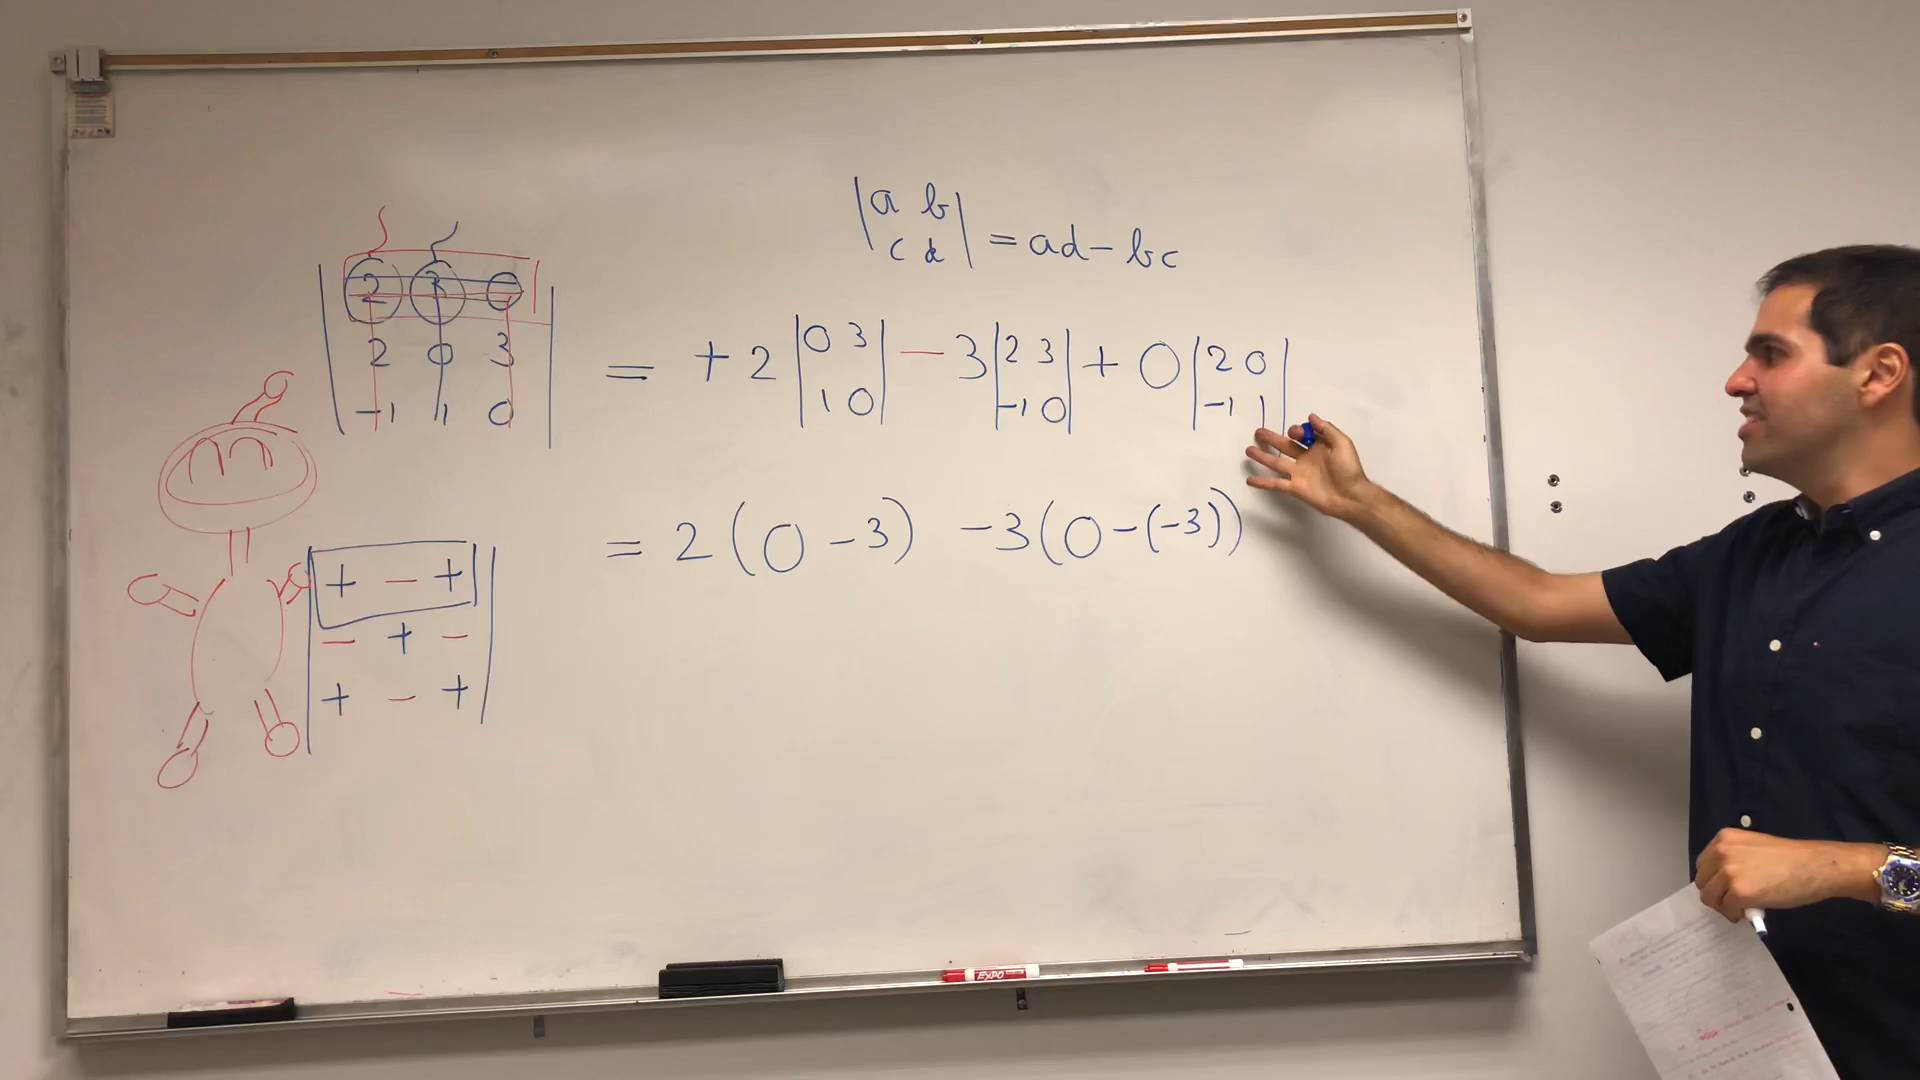 |a b|
|c d| = ad - bc
|2 3 0|
|2 0 3|
|-1 1 0|
= +2 |0 3| - 3 |2 3| + 0 |2 0|
|1 0| |-1 0| |-1 1|
= 2 (0 - 3) - 3 (0 - (-3))
|+ - +|
|- + -|
|+ - +|
EXPO